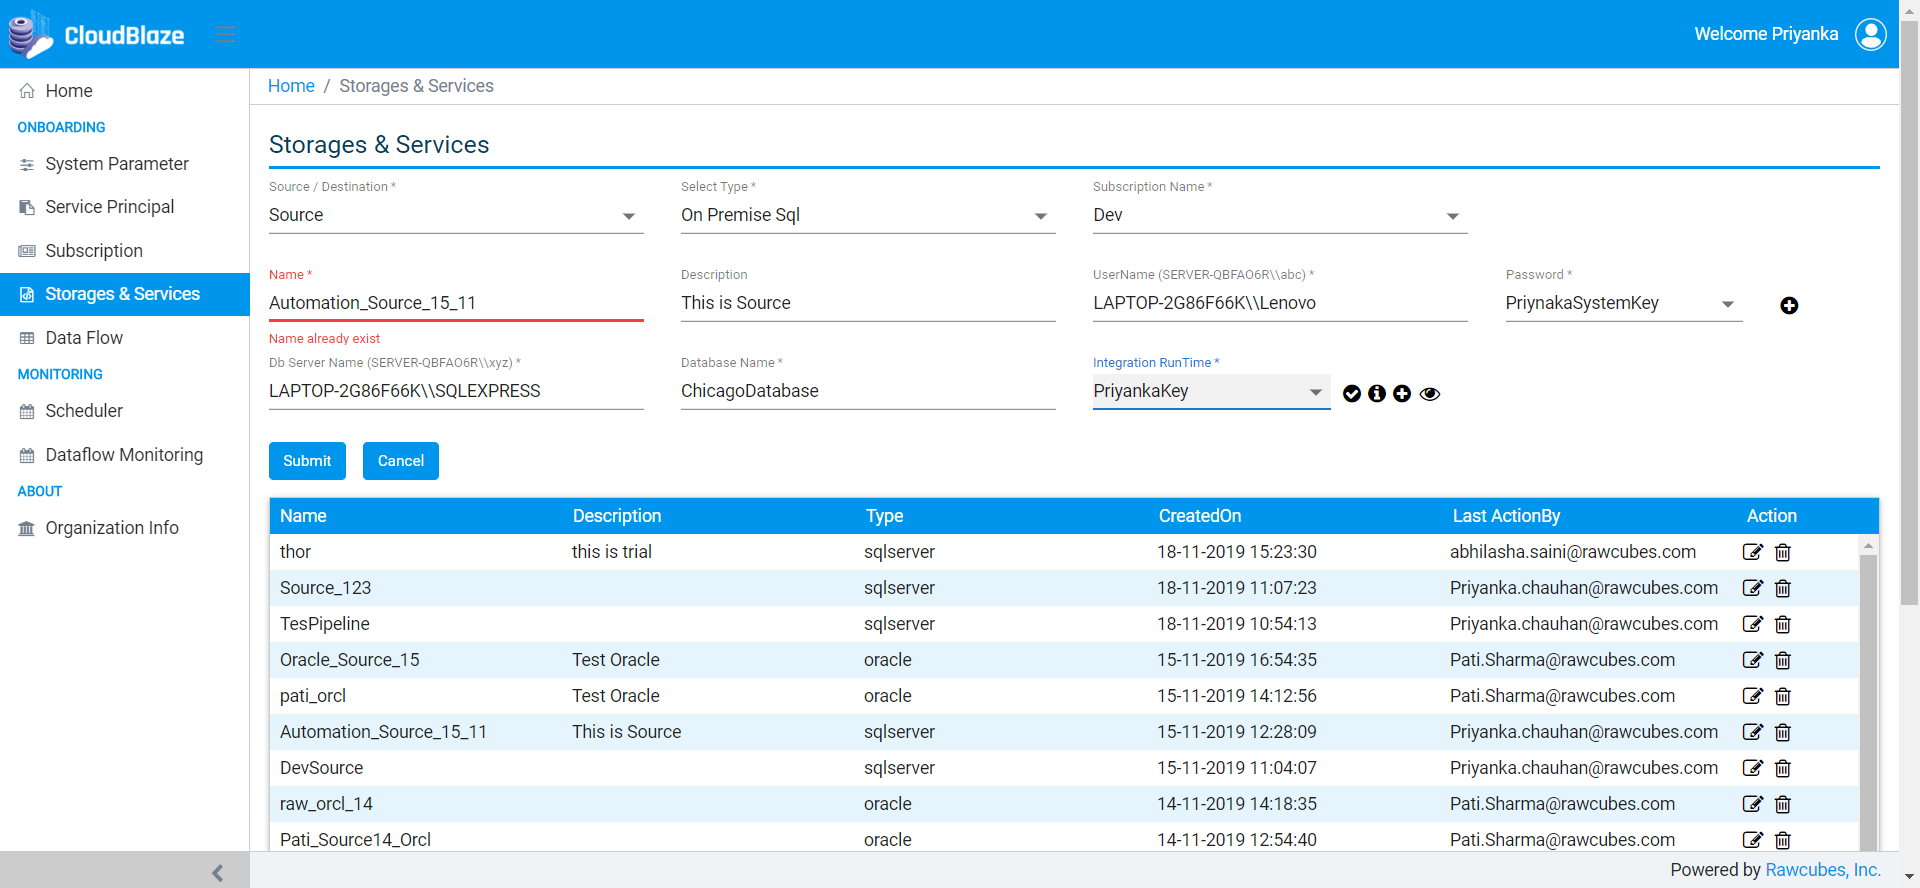 CloudBlaze
Welcome Priyanka
Home
ONBOARDING
System Parameter
Service Principal
Subscription
Storages & Services
Data Flow
MONITORING
Scheduler
Dataflow Monitoring
ABOUT
Organization Info
Home / Storages & Services
Storages & Services
Source / Destination * Select Type * Subscription Name *
Source On Premise Sql Dev
Name * Description UserName (SERVER-QBFAO6R\\abc) * Password *
Automation_Source_15_11 This is Source LAPTOP-2G86F66K\\Lenovo PriynakaSystemKey
Name already exist
Db Server Name (SERVER-QBFAO6R\\xyz) * Database Name * Integration RunTime *
LAPTOP-2G86F66K\\SQLEXPRESS ChicagoDatabase PriyankaKey
Submit Cancel
Name Description Type CreatedOn Last ActionBy Action
thor this is trial sqlserver 18-11-2019 15:23:30 abhilasha.saini@rawcubes.com
Source_123 sqlserver 18-11-2019 11:07:23 Priyanka.chauhan@rawcubes.com
TesPipeline sqlserver 18-11-2019 10:54:13 Priyanka.chauhan@rawcubes.com
Oracle_Source_15 Test Oracle oracle 15-11-2019 16:54:35 Pati.Sharma@rawcubes.com
pati_orcl Test Oracle oracle 15-11-2019 14:12:56 Pati.Sharma@rawcubes.com
Automation_Source_15_11 This is Source sqlserver 15-11-2019 12:28:09 Priyanka.chauhan@rawcubes.com
DevSource sqlserver 15-11-2019 11:04:07 Priyanka.chauhan@rawcubes.com
raw_orcl_14 oracle 14-11-2019 14:18:35 Pati.Sharma@rawcubes.com
Pati_Source14_Orcl oracle 14-11-2019 12:54:40 Pati.Sharma@rawcubes.com
Powered by Rawcubes, Inc.